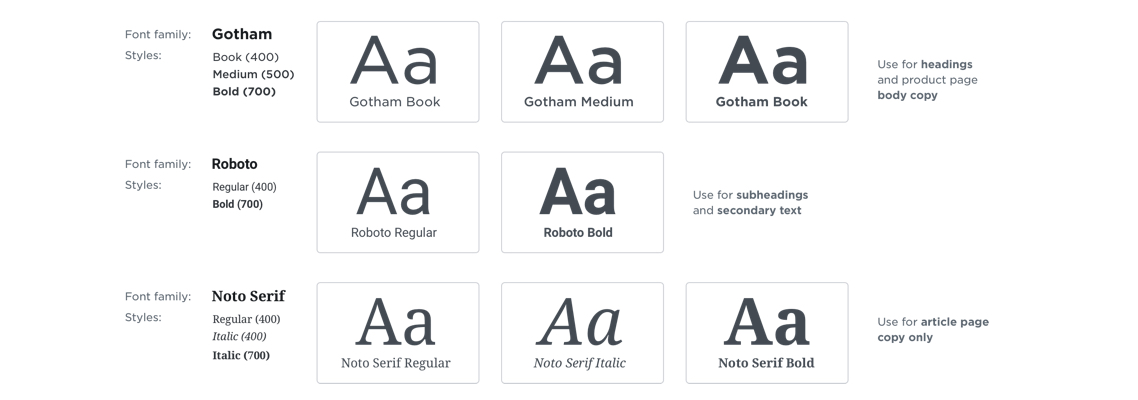 Font family: Gotham
Styles: Book (400)
Medium (500)
Bold (700)
Aa
Gotham Book
Aa
Gotham Medium
Aa
Gotham Book
Use for headings
and product page
body copy
Font family: Roboto
Styles: Regular (400)
Bold (700)
Aa
Roboto Regular
Aa
Roboto Bold
Use for subheadings
and secondary text
Font family: Noto Serif
Styles: Regular (400)
Italic (400)
Italic (700)
Aa
Noto Serif Regular
Aa
Noto Serif Italic
Aa
Noto Serif Bold
Use for article page
copy only